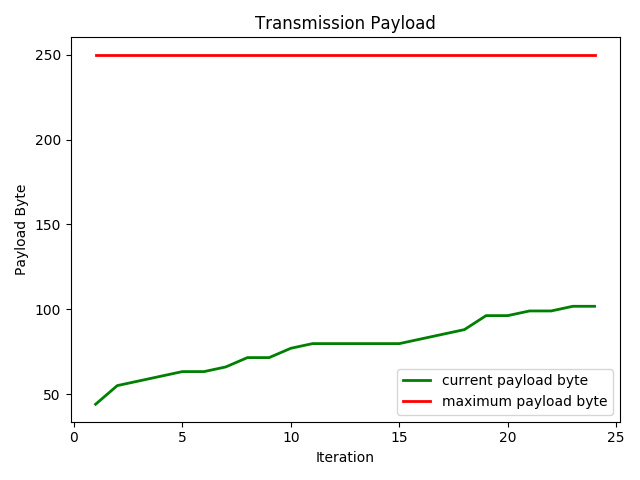 Transmission Payload
250
200
150
100
50
Payload Byte
current payload byte
maximum payload byte
0 5 10 15 20 25
Iteration